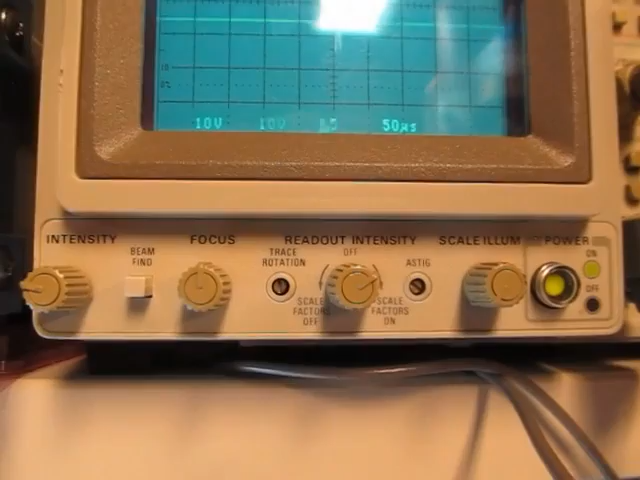 10V 10V 50µs
INTENSITY
BEAM
FIND
FOCUS
READOUT INTENSITY
TRACE
ROTATION
OFF
ASTIG
SCALE
FACTORS
OFF
SCALE
FACTORS
ON
SCALE ILLUM
POWER
ON
OFF